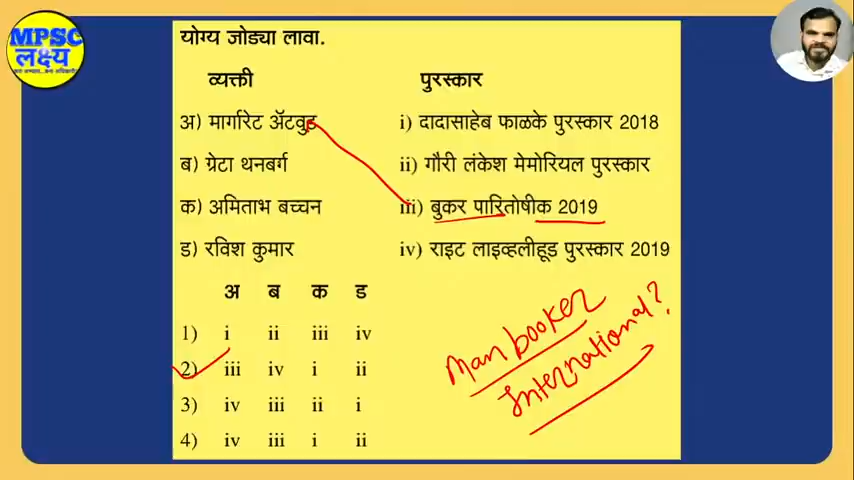 MPSC
लक्ष्य
योग्य जोड्या लावा.
व्यक्ती पुरस्कार
अ) मार्गारेट ॲटवुट i) दादासाहेब फाळके पुरस्कार 2018
ब) ग्रेटा थनबर्ग ii) गौरी लंकेश मेमोरियल पुरस्कार
क) अमिताभ बच्चन iii) बुकर पारितोषीक 2019
ड) रविश कुमार iv) राइट लाइव्हलीहूड पुरस्कार 2019
अ ब क ड
1) i ii iii iv
2) iii iv i ii
3) iv iii ii i
4) iv iii i ii
Man booker
International?